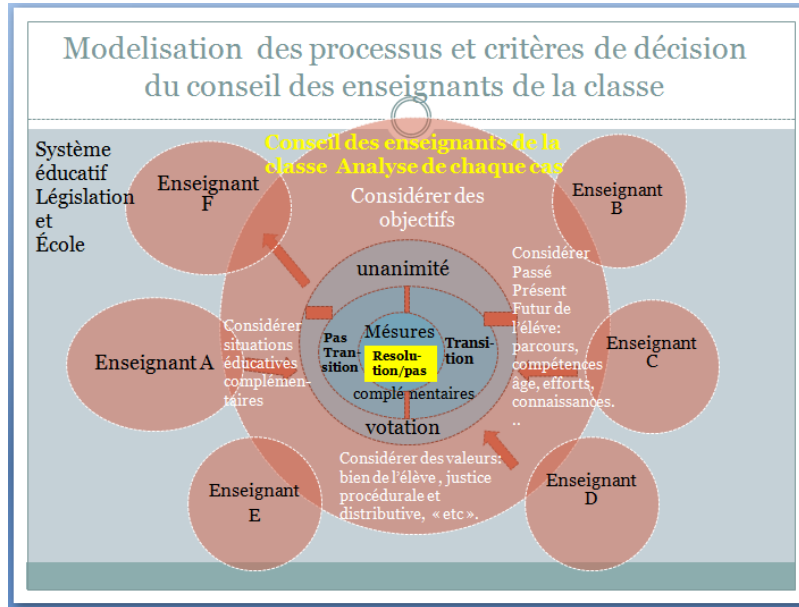 Modelisation des processus et critères de décision
du conseil des enseignants de la classe
Système
éducatif
Législation
et
École
Conseil des enseignants de la
classe Analyse de chaque cas
Enseignant
F
Considérer des
objectifs
Enseignant
B
unanimité
Considérer
Passé
Présent
Futur de
l'éléve:
parcours,
compétences
âge, efforts,
connaissances.
..
Considérer
situations
éducatives
complémen-
taires
Enseignant A
Pas
Tran-
sition
Mésures
Resolu-
tion/pas
complémentaires
Transi-
tion
Enseignant
C
votation
Considérer des valeurs:
bien de l'élève , justice
procédurale et
distributive, « etc ».
Enseignant
E
Enseignant
D